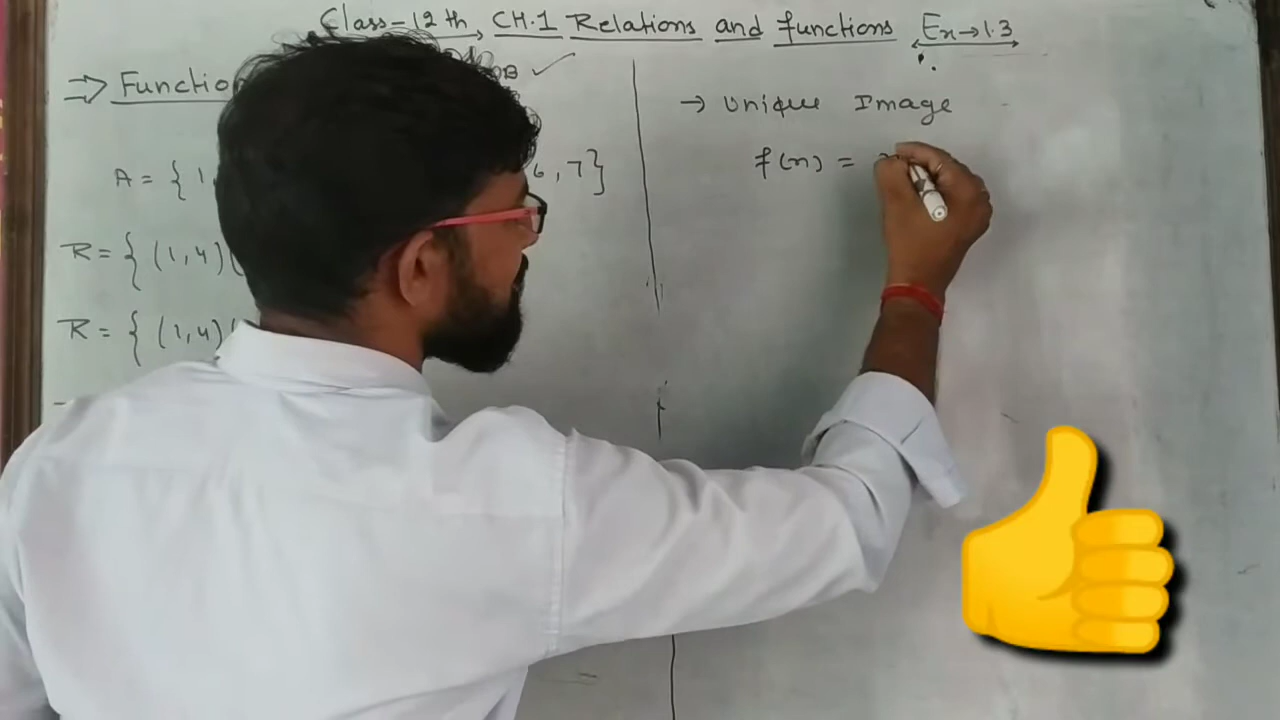 Class-12th CH.1 Relations and functions Ex→1.3
⇒ Functio
B ✓
A = { 1, 6, 7}
R = { (1,4)(
R = { (1,4)(
→ Unique Image
f(x) =